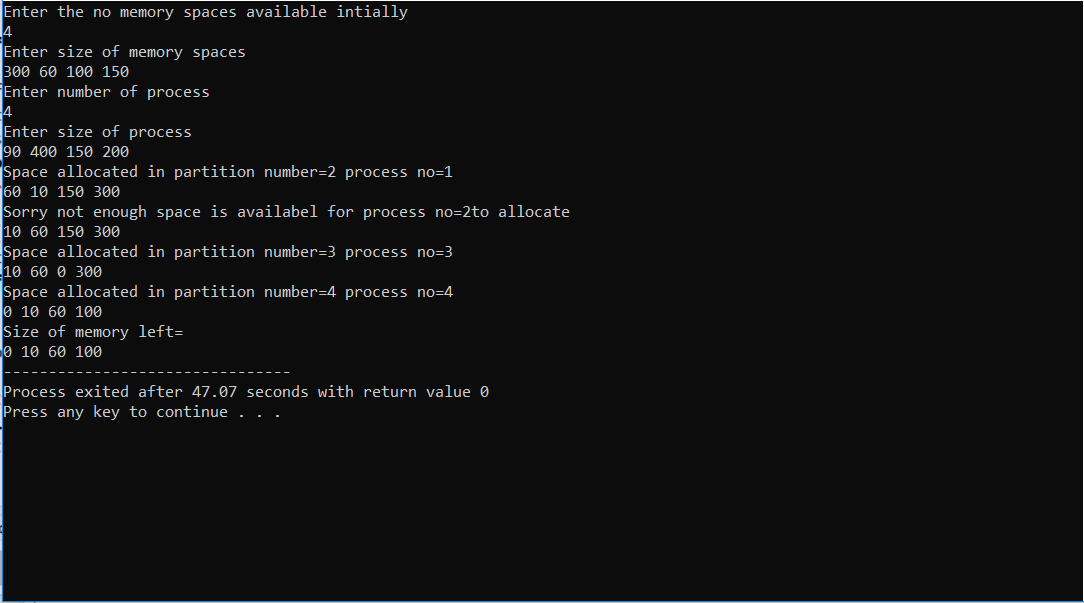 Enter the no memory spaces available intially
4
Enter size of memory spaces
300 60 100 150
Enter number of process
4
Enter size of process
90 400 150 200
Space allocated in partition number=2 process no=1
60 10 150 300
Sorry not enough space is availabel for process no=2to allocate
10 60 150 300
Space allocated in partition number=3 process no=3
10 60 0 300
Space allocated in partition number=4 process no=4
0 10 60 100
Size of memory left=
0 10 60 100
--------------------------------
Process exited after 47.07 seconds with return value 0
Press any key to continue . . .